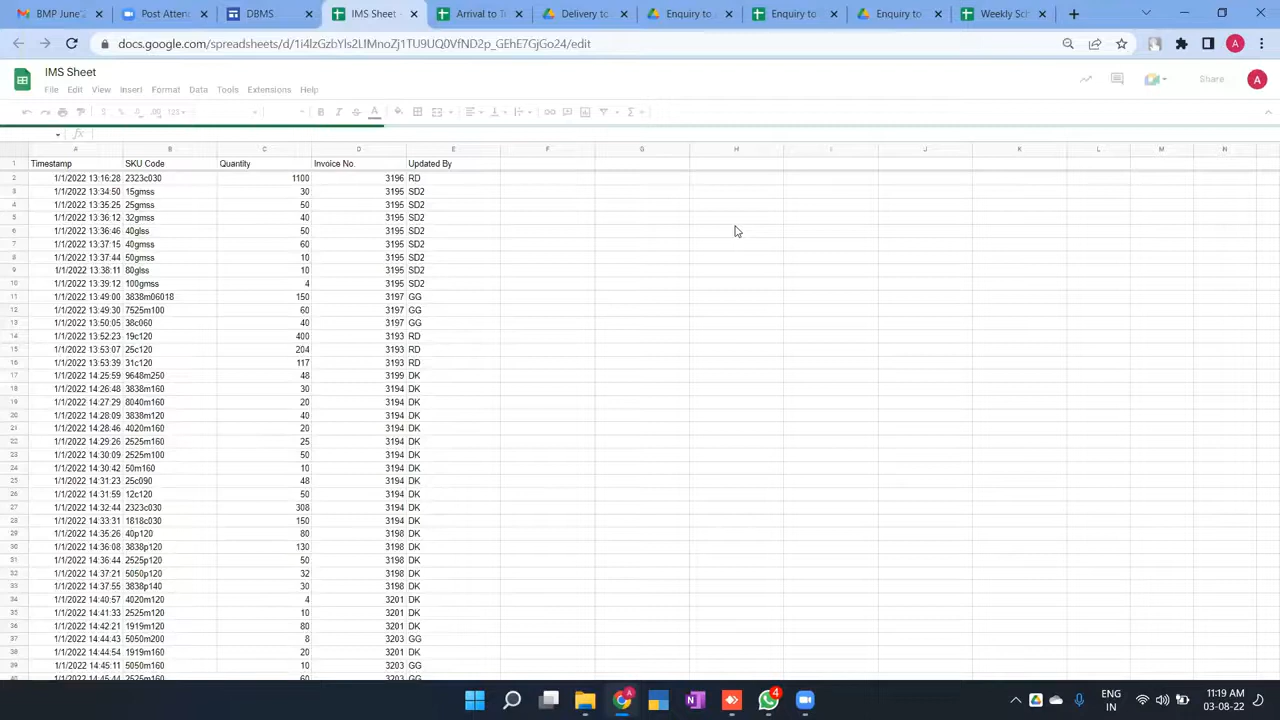 BMP June'
Post Attend
DBMS
IMS Sheet
Arrival to
Delivery to
Enquiry to
Enquiry to
Enquiry to
Weekly Sch
docs.google.com/spreadsheets/d/1i4lzGzbYls2LIMnoZj1TU9UQ0VfND2p_GEhE7GjGo24/edit
A
IMS Sheet
File Edit View Insert Format Data Tools Extensions Help
Share
A
A B C D E F G H I J K L M N
1 Timestamp SKU Code Quantity Invoice No. Updated By
2 1/1/2022 13:16:28 2323c030 1100 3196 RD
3 1/1/2022 13:34:50 15gmss 30 3195 SD2
4 1/1/2022 13:35:25 25gmss 50 3195 SD2
5 1/1/2022 13:36:12 32gmss 40 3195 SD2
6 1/1/2022 13:36:46 40glss 50 3195 SD2
7 1/1/2022 13:37:15 40gmss 60 3195 SD2
8 1/1/2022 13:37:44 50gmss 10 3195 SD2
9 1/1/2022 13:38:11 80glss 10 3195 SD2
10 1/1/2022 13:39:12 100gmss 4 3195 SD2
11 1/1/2022 13:49:00 3838m06018 150 3197 GG
12 1/1/2022 13:49:30 7525m100 60 3197 GG
13 1/1/2022 13:50:05 38c060 40 3197 GG
14 1/1/2022 13:52:23 19c120 400 3193 RD
15 1/1/2022 13:53:07 25c120 204 3193 RD
16 1/1/2022 13:53:39 31c120 117 3193 RD
17 1/1/2022 14:25:59 9648m250 48 3199 DK
18 1/1/2022 14:26:48 3838m160 30 3194 DK
19 1/1/2022 14:27:29 8040m160 20 3194 DK
20 1/1/2022 14:28:09 3838m120 40 3194 DK
21 1/1/2022 14:28:46 4020m160 20 3194 DK
22 1/1/2022 14:29:26 2525m160 25 3194 DK
23 1/1/2022 14:30:09 2525m100 50 3194 DK
24 1/1/2022 14:30:42 50m160 10 3194 DK
25 1/1/2022 14:31:23 25c090 48 3194 DK
26 1/1/2022 14:31:59 12c120 50 3194 DK
27 1/1/2022 14:32:44 2323c030 308 3194 DK
28 1/1/2022 14:33:31 1818c030 150 3194 DK
29 1/1/2022 14:35:26 40p120 80 3198 DK
30 1/1/2022 14:36:08 3838p120 130 3198 DK
31 1/1/2022 14:36:44 2525p120 50 3198 DK
32 1/1/2022 14:37:21 5050p120 32 3198 DK
33 1/1/2022 14:37:55 3838p140 30 3198 DK
34 1/1/2022 14:40:57 4020m120 4 3201 DK
35 1/1/2022 14:41:33 2525m120 10 3201 DK
36 1/1/2022 14:42:21 1919m120 80 3201 DK
37 1/1/2022 14:44:43 5050m200 8 3203 GG
38 1/1/2022 14:44:54 1919m160 20 3201 DK
39 1/1/2022 14:45:11 5050m160 10 3203 GG
40 1/1/2022 14:45:44 2525m160 60 3203 GG
4
ENG
IN
11:19 AM
03-08-22